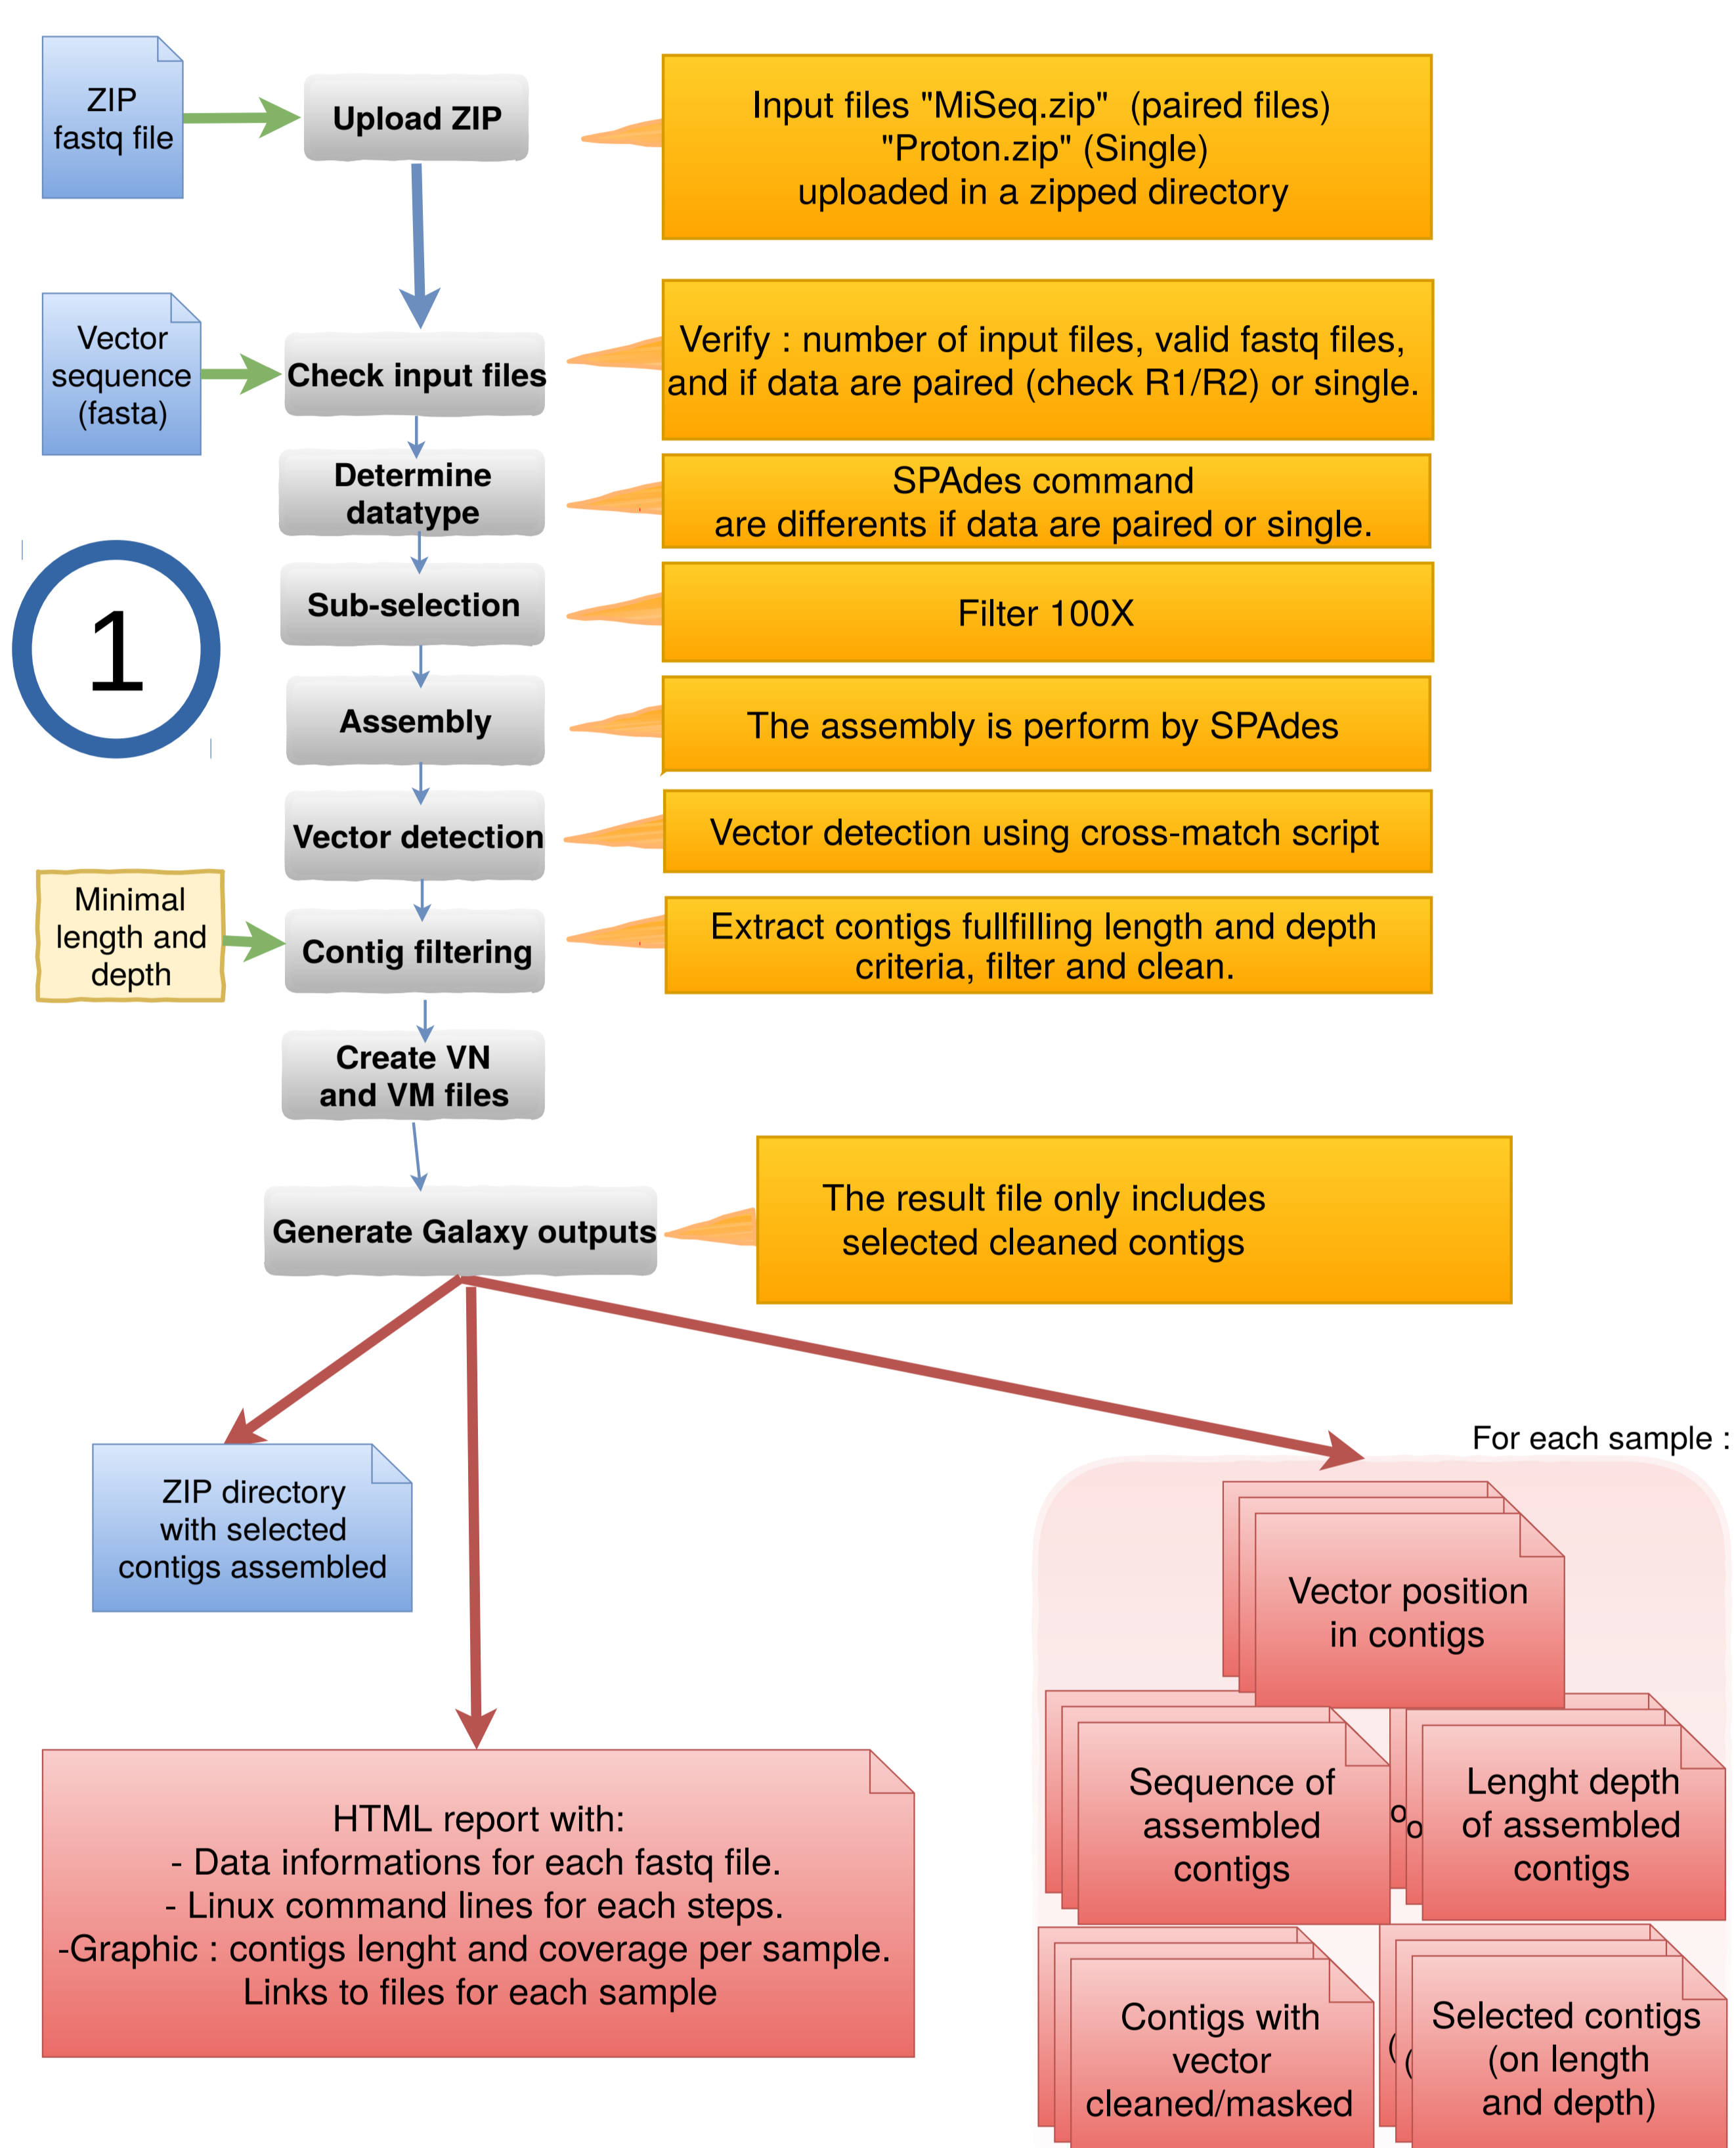 ZIP
fastq file
Upload ZIP
Input files "MiSeq.zip"  (paired files)
"Proton.zip" (Single)
uploaded in a zipped directory
Vector
sequence
(fasta)
Check input files
Verify : number of input files, valid fastq files,
and if data are paired (check R1/R2) or single.
Determine
datatype
SPAdes command
are differents if data are paired or single.
1
Sub-selection
Filter 100X
Assembly
The assembly is perform by SPAdes
Vector detection
Vector detection using cross-match script
Minimal
length and
depth
Contig filtering
Extract contigs fullfilling length and depth
criteria, filter and clean.
Create VN
and VM files
Generate Galaxy outputs
The result file only includes
selected cleaned contigs
ZIP directory
with selected
contigs assembled
HTML report with:
- Data informations for each fastq file.
- Linux command lines for each steps.
-Graphic : contigs lenght and coverage per sample.
Links to files for each sample
For each sample :
Vector position
in contigs
Sequence of
assembled
contigs
Lenght depth
of assembled
contigs
Contigs with
vector
cleaned/masked
Selected contigs
(on length
and depth)